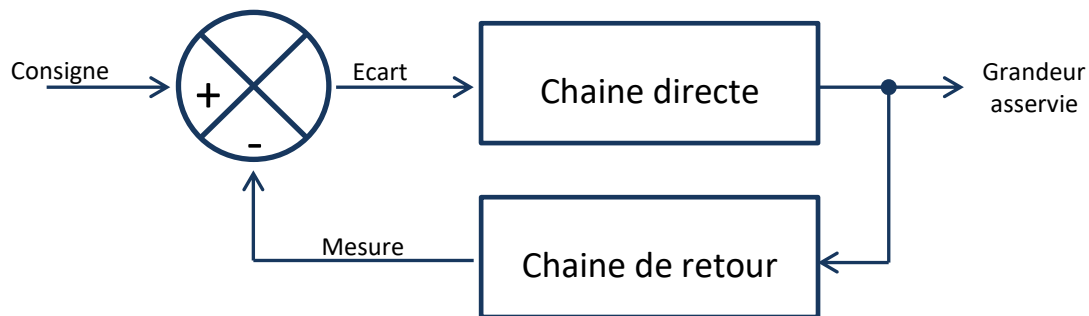 Consigne
+
-
Ecart
Chaine directe
Grandeur
asservie
Mesure
Chaine de retour